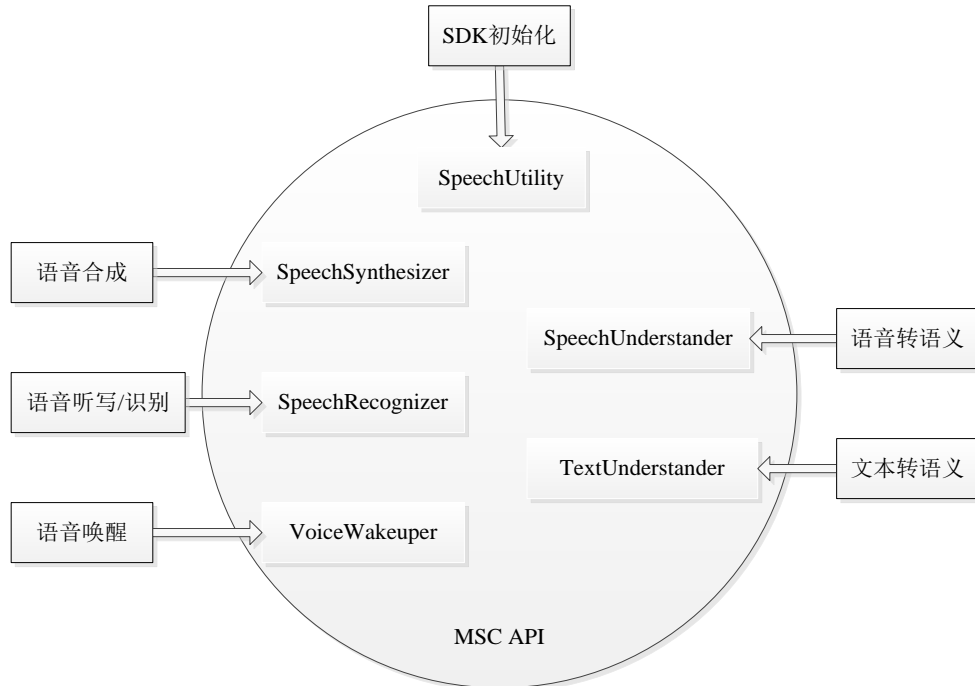 SDK初始化
SpeechUtility
语音合成
SpeechSynthesizer
SpeechUnderstander
语音转语义
语音听写/识别
SpeechRecognizer
TextUnderstander
文本转语义
语音唤醒
VoiceWakeuper
MSC API